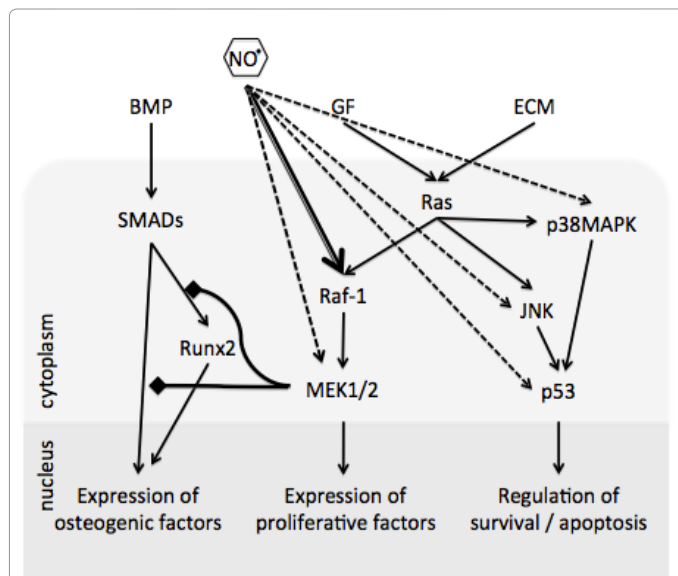 NO•
BMP
GF
ECM
SMADs
Ras
p38MAPK
Raf-1
JNK
Runx2
MEK1/2
p53
cytoplasm
nucleus
Expression of
osteogenic factors
Expression of
proliferative factors
Regulation of
survival / apoptosis